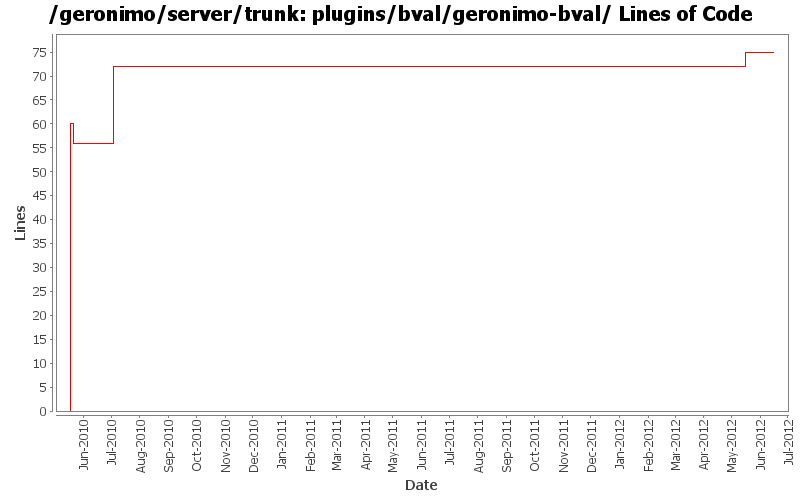 /geronimo/server/trunk: plugins/bval/geronimo-bval/ Lines of Code
75
70
65
60
55
50
45
40
35
30
25
20
15
10
5
0
Lines
Jun-2010
Jul-2010
Aug-2010
Sep-2010
Oct-2010
Nov-2010
Dec-2010
Jan-2011
Feb-2011
Mar-2011
Apr-2011
May-2011
Jun-2011
Jul-2011
Aug-2011
Sep-2011
Oct-2011
Nov-2011
Dec-2011
Jan-2012
Feb-2012
Mar-2012
Apr-2012
May-2012
Jun-2012
Jul-2012
Date